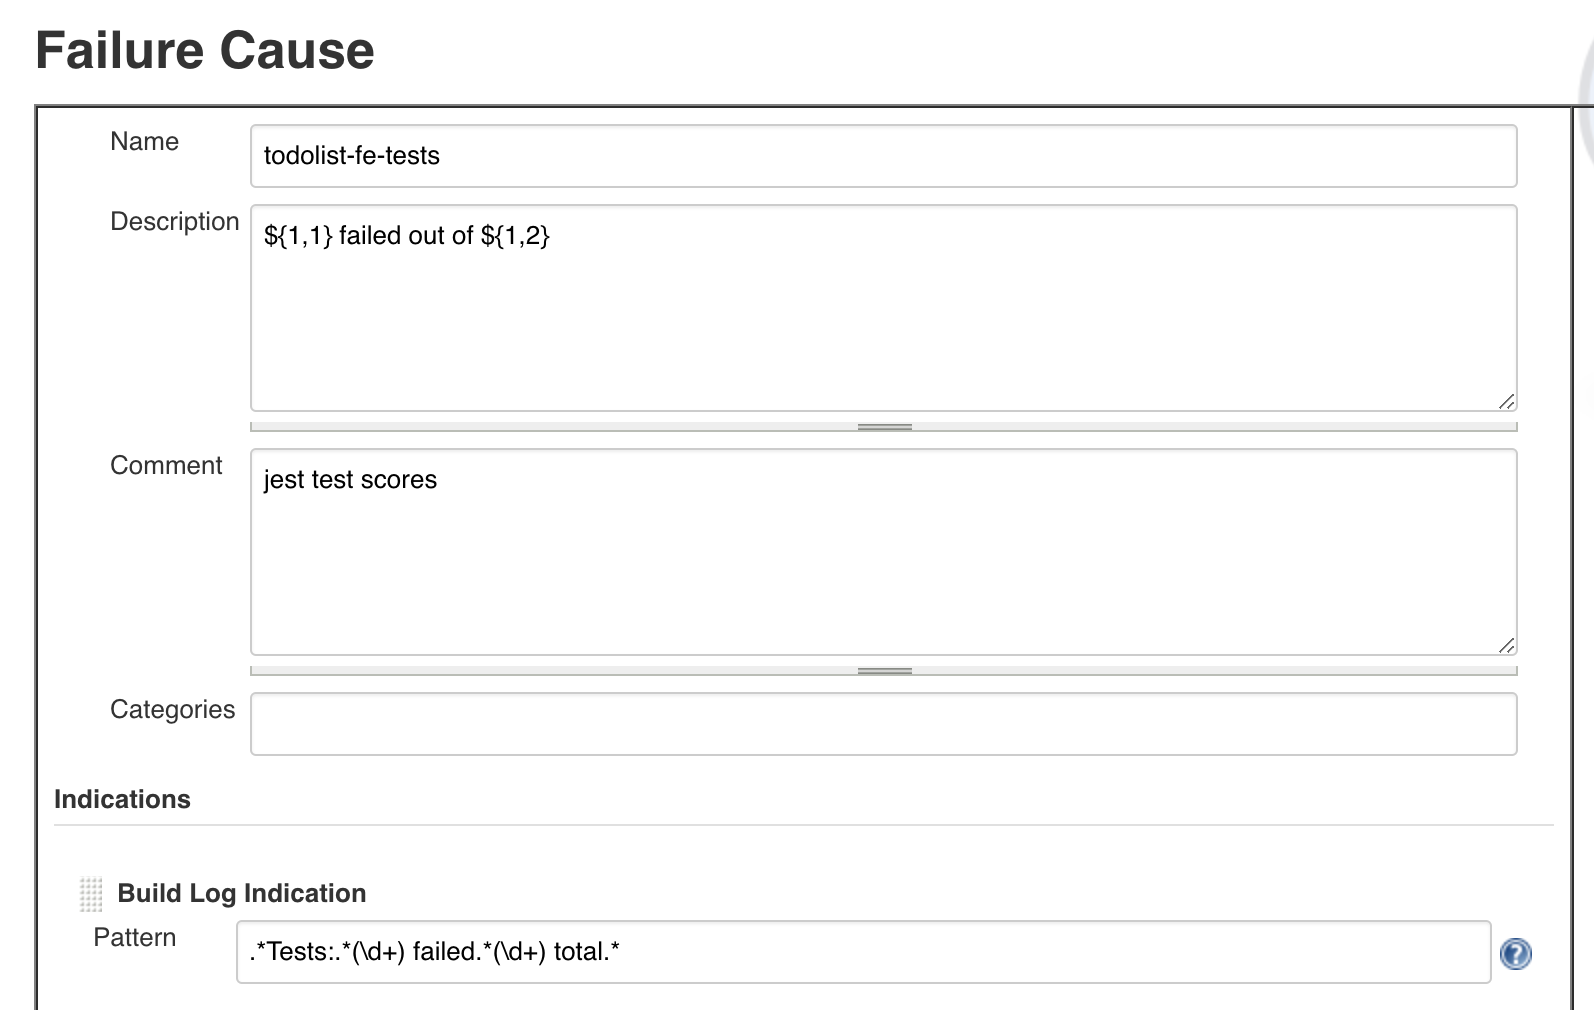 Failure Cause
Name
todolist-fe-tests
Description
${1,1} failed out of ${1,2}
Comment
jest test scores
Categories
Indications
Build Log Indication
Pattern
.*Tests:.*(\d+) failed.*(\d+) total.*
?